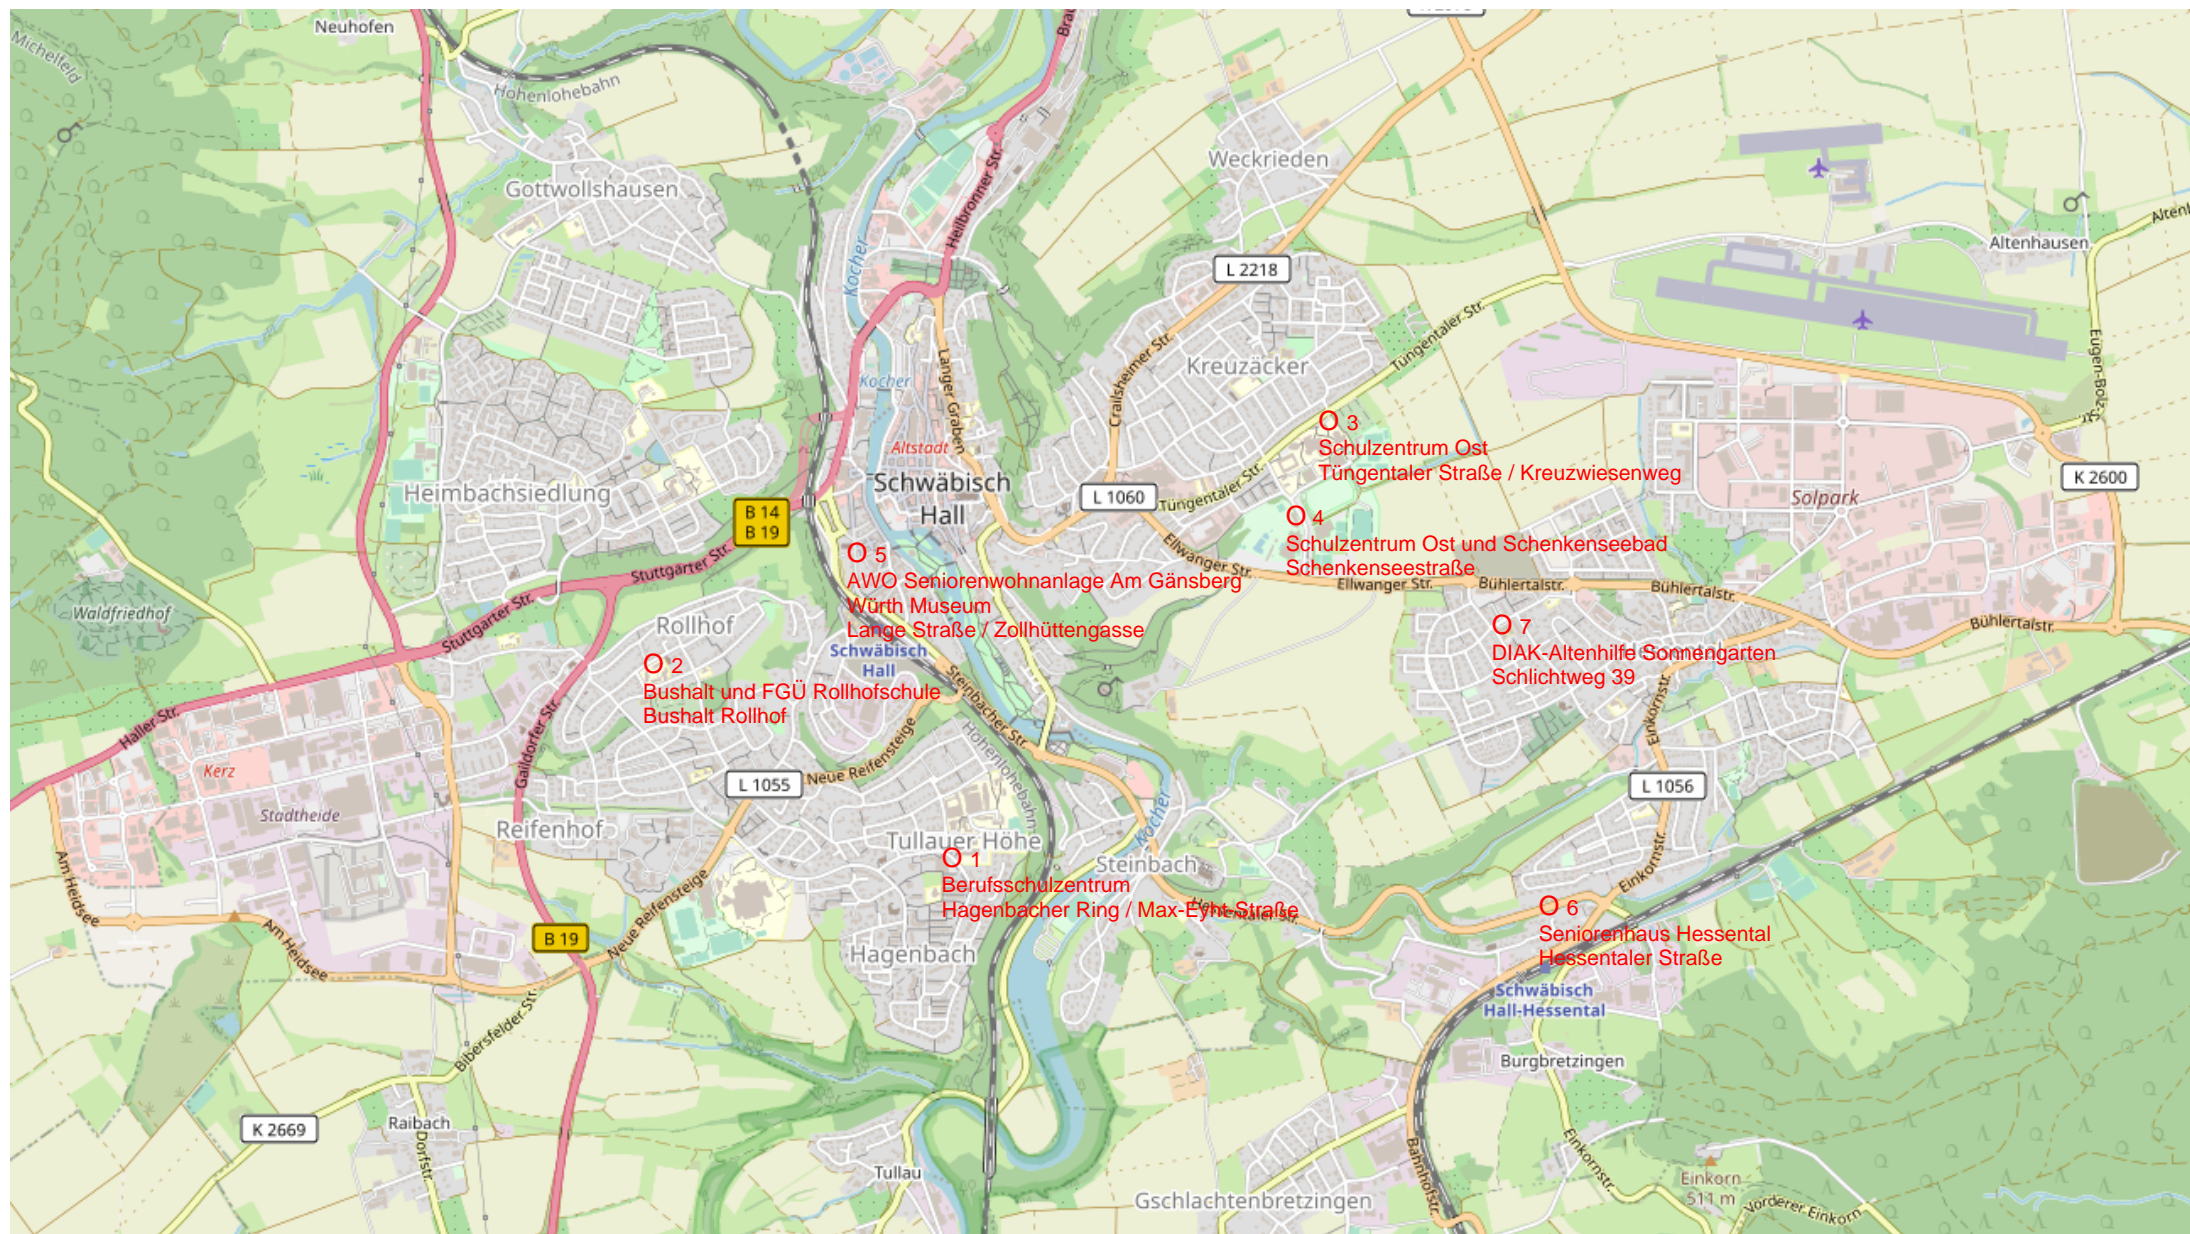 Neuhofen
Michelfeld
Hohenlohebahn
Brau
Gottwollshausen
Weckrieden
Heilbronner Str.
Kocher
L 2218
Altenhausen
Altenl
Tüngentaler Str.
Kreuzäcker
Crailsheimer Str.
Langer Graben
Kocher
Eugen-Bolz-Str.
Altstadt
Schwäbisch
Hall
Heimbachsiedlung
B 14
B 19
L 1060
Tüngentaler Str.
O 3
Schulzentrum Ost
Tüngentaler Straße / Kreuzwiesenweg
Solpark
K 2600
O 4
Schulzentrum Ost und Schenkenseebad
Schenkenseestraße
Ellwanger Str.
Ellwanger Str.
Bühlertalstr.
Bühlertalstr.
Bühlertalstr.
Stuttgarter Str.
Stuttgarter Str.
O 5
AWO Seniorenwohnanlage Am Gänsberg
Würth Museum
Lange Straße / Zollhüttengasse
Schwäbisch
Hall
Waldfriedhof
Rollhof
O 2
Bushalt und FGÜ Rollhofschule
Bushalt Rollhof
O 7
DIAK-Altenhilfe Sonnengarten
Schlichtweg 39
Einkornstr.
Steinbacher Str.
Haller Str.
Kerz
Stadtheide
Gaildorfer Str.
L 1055
Neue Reifensteige
Hohenlohebahn
L 1056
Reifenhof
Tullauer Höhe
O 1
Berufsschulzentrum
Hagenbacher Ring / Max-Eyht-Straße
Kocher
Steinbach
Hessentaler Str.
Einkornstr.
O 6
Seniorenhaus Hessental
Hessentaler Straße
Schwäbisch
Hall-Hessental
Am Heidsee
Am Heidsee
B 19
Neue Reifensteige
Hagenbach
Bibersfelder Str.
Burgbretzingen
K 2669
Raibach
Dorfstr.
Tullau
Gschlachtenbretzingen
Bahnhofstr.
Einkornstr.
Einkorn
511 m
Vorderer Einkorn